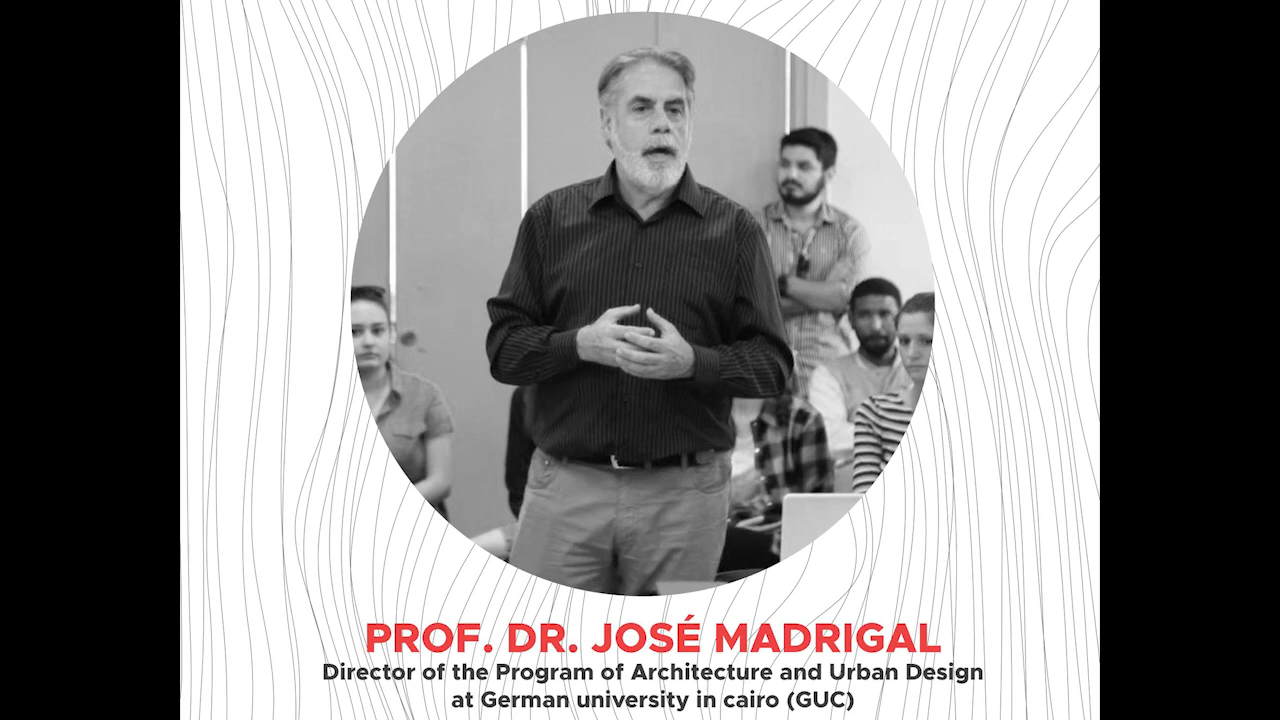 PROF. DR. JOSÉ MADRIGAL
Director of the Program of Architecture and Urban Design
at German university in cairo (GUC)